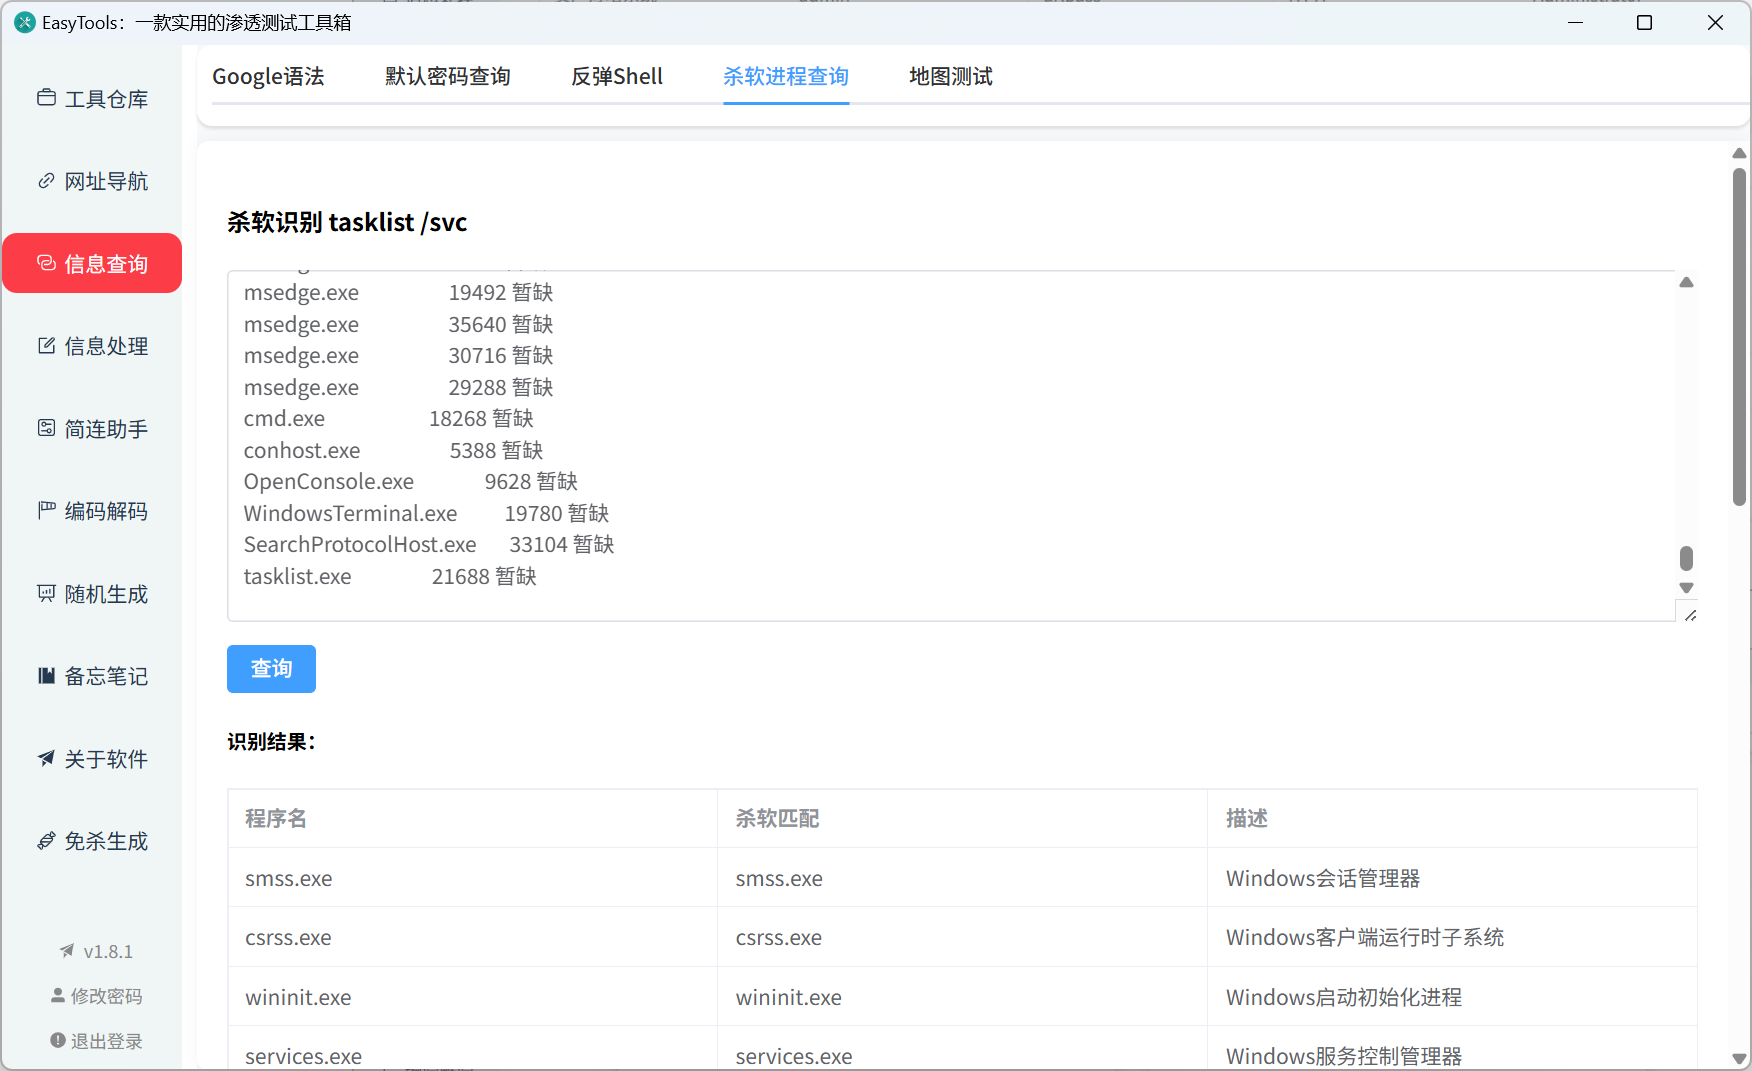 EasyTools：一款实用的渗透测试工具箱
Google语法 默认密码查询 反弹Shell 杀软进程查询 地图测试
工具仓库
网址导航
信息查询
信息处理
简连助手
编码解码
随机生成
备忘笔记
关于软件
免杀生成
v1.8.1
修改密码
退出登录
杀软识别 tasklist /svc
msedge.exe 19492 暂缺
msedge.exe 35640 暂缺
msedge.exe 30716 暂缺
msedge.exe 29288 暂缺
cmd.exe 18268 暂缺
conhost.exe 5388 暂缺
OpenConsole.exe 9628 暂缺
WindowsTerminal.exe 19780 暂缺
SearchProtocolHost.exe 33104 暂缺
tasklist.exe 21688 暂缺
查询
识别结果：
程序名 杀软匹配 描述
smss.exe smss.exe Windows会话管理器
csrss.exe csrss.exe Windows客户端运行时子系统
wininit.exe wininit.exe Windows启动初始化进程
services.exe services.exe Windows服务控制管理器